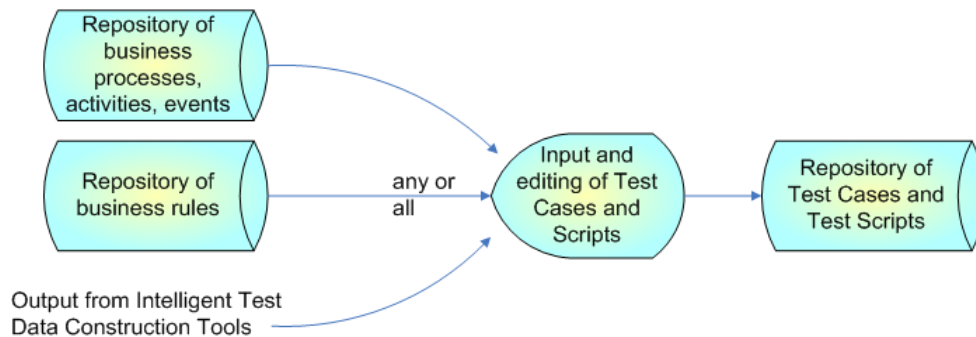 Repository of
business
processes,
activities, events
Repository of
business rules
Output from Intelligent Test
Data Construction Tools
any or
all
Input and
editing of Test
Cases and
Scripts
Repository of
Test Cases and
Test Scripts